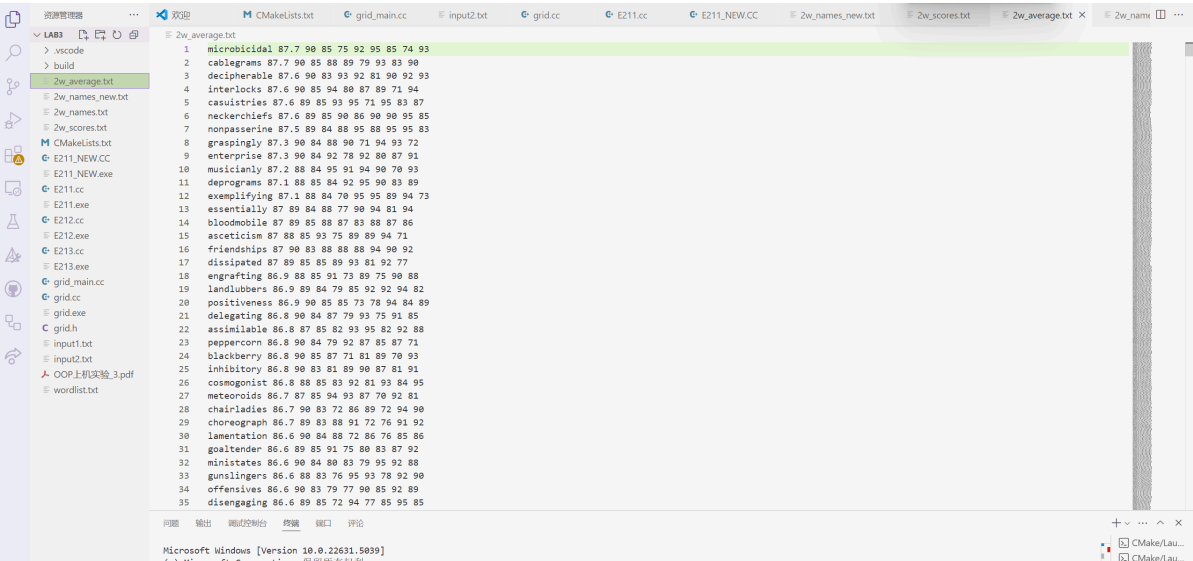 资源管理器
欢迎
CMakeLists.txt
grid_main.cc
input2.txt
grid.cc
E211.cc
E211_NEW.CC
2w_names_new.txt
2w_scores.txt
2w_average.txt
2w_name
LAB3
.vscode
build
2w_average.txt
2w_names_new.txt
2w_names.txt
2w_scores.txt
CMakeLists.txt
E211_NEW.CC
E211_NEW.exe
E211.cc
E211.exe
E212.cc
E212.exe
E213.cc
E213.exe
grid_main.cc
grid.cc
grid.exe
grid.h
input1.txt
input2.txt
OOP上机实验_3.pdf
wordlist.txt
2w_average.txt
1 microbicidal 87.7 90 85 75 92 95 85 74 93
2 cablegrams 87.7 90 85 88 89 79 93 83 90
3 decipherable 87.6 90 83 93 92 81 90 92 93
4 interlocks 87.6 90 85 94 80 87 89 71 94
5 casuistries 87.6 89 85 93 95 71 95 83 87
6 neckerchiefs 87.6 89 85 90 86 90 90 95 85
7 nonpasserine 87.5 89 84 88 95 88 95 95 83
8 graspingly 87.3 90 84 88 90 71 94 93 72
9 enterprise 87.3 90 84 92 78 92 80 87 91
10 musicianly 87.2 88 84 95 91 94 90 70 93
11 deprograms 87.1 88 85 84 92 95 90 83 89
12 exemplifying 87.1 88 84 70 95 95 89 94 73
13 essentially 87 89 84 88 77 90 94 81 94
14 bloodmobile 87 89 85 88 87 83 88 87 86
15 asceticism 87 88 85 93 75 89 89 94 71
16 friendships 87 90 83 88 88 88 94 90 92
17 dissipated 87 89 85 85 89 93 81 92 77
18 engrafting 86.9 88 85 91 73 89 75 90 88
19 landlubbers 86.9 89 84 79 85 92 92 94 82
20 positiveness 86.9 90 85 85 73 78 94 84 89
21 delegating 86.8 90 84 87 79 93 75 91 85
22 assimilable 86.8 87 85 82 93 95 82 92 88
23 peppercorn 86.8 90 84 79 92 87 85 87 71
24 blackberry 86.8 90 85 87 71 81 89 70 93
25 inhibitory 86.8 90 83 81 89 90 87 81 91
26 cosmogonist 86.8 88 85 83 92 81 93 84 95
27 meteoroids 86.7 87 85 94 93 87 70 92 81
28 chairladies 86.7 90 83 72 86 89 72 94 90
29 choreograph 86.7 89 83 88 91 72 76 91 92
30 lamentation 86.6 90 84 88 72 86 76 85 86
31 goaltender 86.6 89 85 91 75 80 83 87 92
32 ministates 86.6 90 84 80 83 79 95 92 88
33 gunslingers 86.6 88 83 76 95 93 78 92 90
34 offensives 86.6 90 83 79 77 90 85 92 89
35 disengaging 86.6 89 85 72 94 77 85 95 85
问题
输出
调试控制台
终端
端口
评论
Microsoft Windows [Version 10.0.22631.5039]
CMake/Lau...
CMake/Lau...